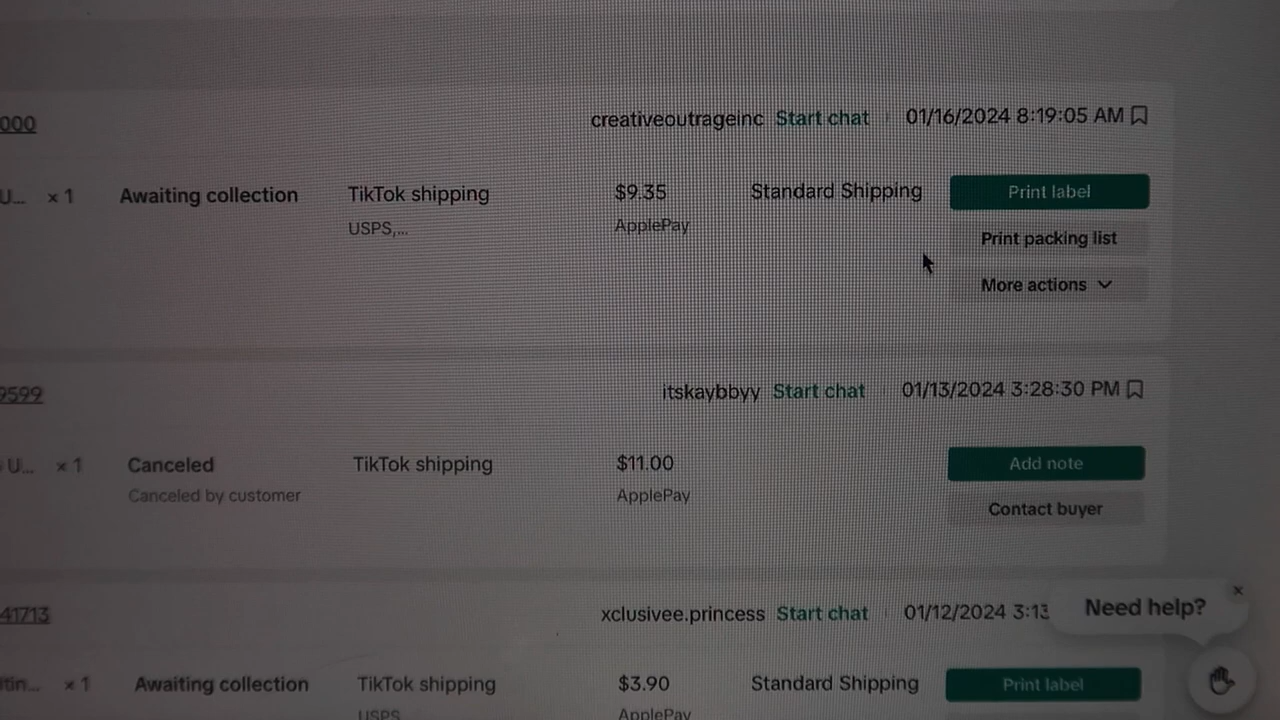 000 creativeoutrageinc Start chat 01/16/2024 8:19:05 AM
U... × 1 Awaiting collection TikTok shipping $9.35 Standard Shipping Print label
USPS,... ApplePay
Print packing list
More actions
9599 itskaybbyy Start chat 01/13/2024 3:28:30 PM
U... × 1 Canceled TikTok shipping $11.00 Add note
Canceled by customer ApplePay
Contact buyer
41713 xclusivee.princess Start chat 01/12/2024 3:13
Need help?
itin... × 1 Awaiting collection TikTok shipping $3.90 Standard Shipping Print label
USPS ApplePay